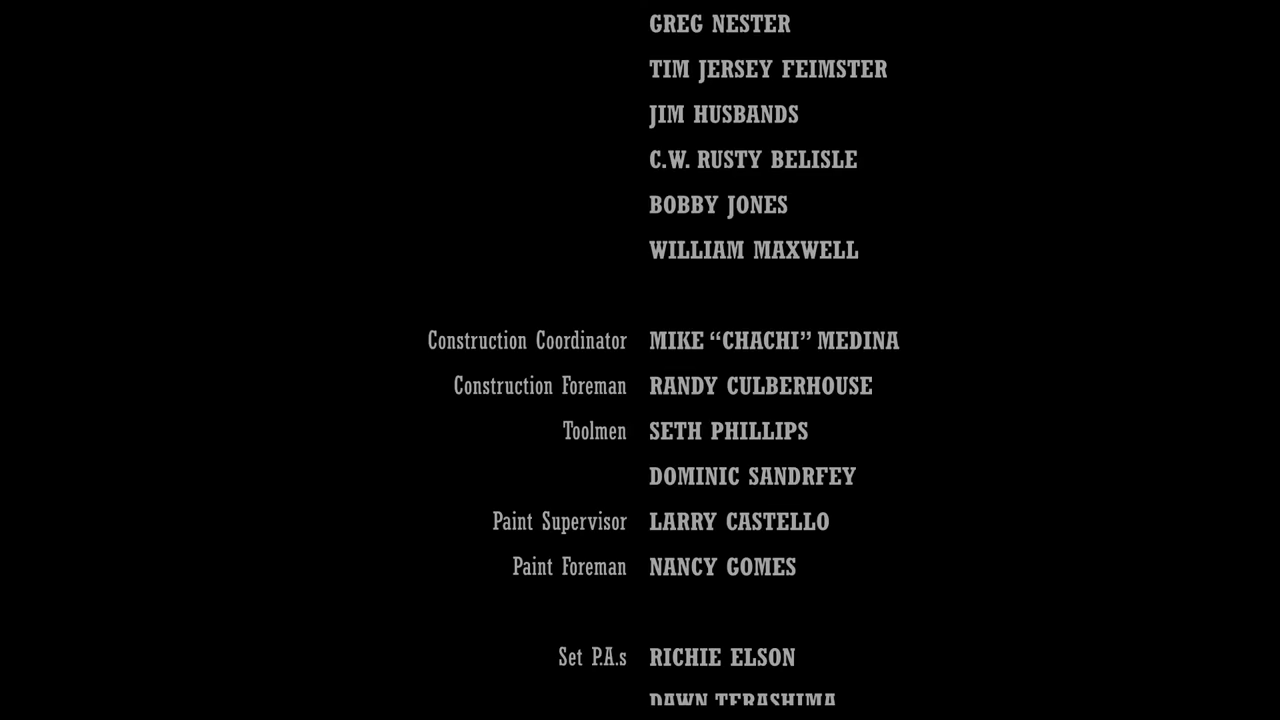 GREG NESTER
TIM JERSEY FEIMSTER
JIM HUSBANDS
C.W. RUSTY BELISLE
BOBBY JONES
WILLIAM MAXWELL
Construction Coordinator MIKE “CHACHI” MEDINA
Construction Foreman RANDY CULBERHOUSE
Toolmen SETH PHILLIPS
DOMINIC SANDRFEY
Paint Supervisor LARRY CASTELLO
Paint Foreman NANCY GOMES
Set P.A.s RICHIE ELSON
DAWN TERASHIMA